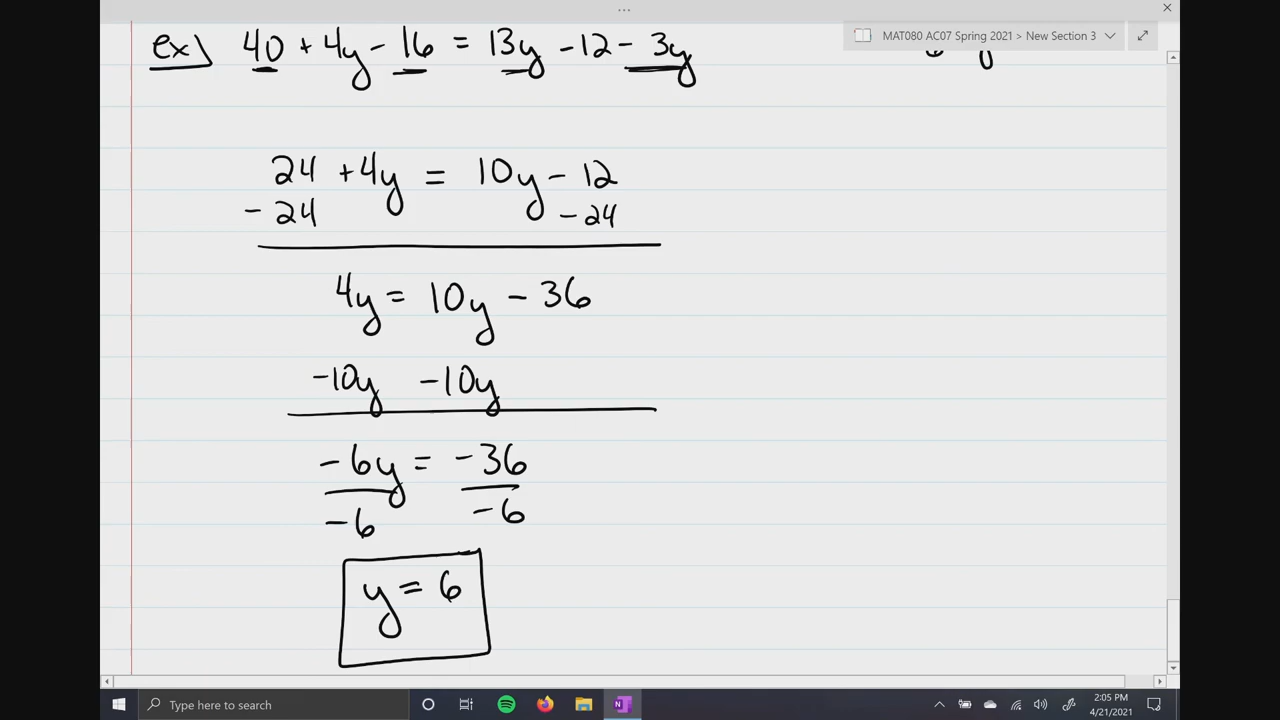 MAT080 AC07 Spring 2021 > New Section 3
ex) 40 + 4y - 16 = 13y - 12 - 3y
24 + 4y = 10y - 12
- 24 - 24
4y = 10y - 36
-10y -10y
-6y = -36
-6 -6
y = 6
Type here to search
2:05 PM
4/21/2021